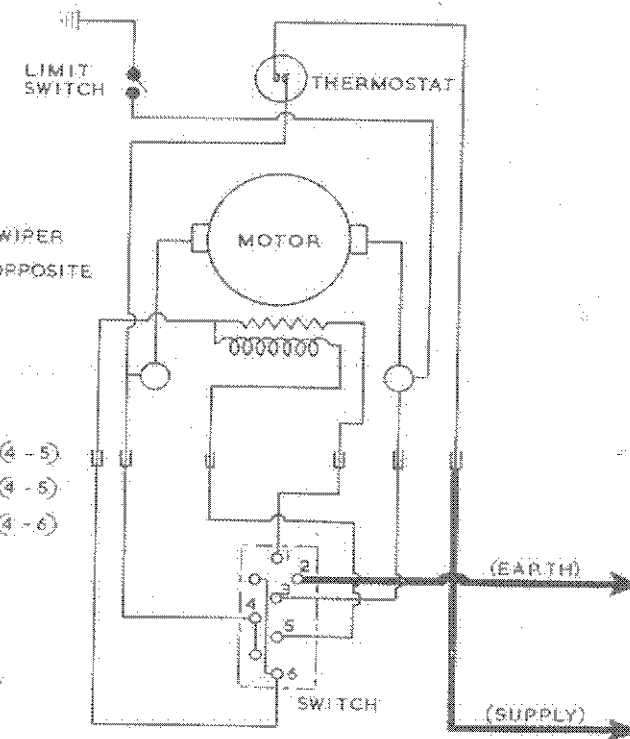 LIMIT
SWITCH
THERMOSTAT
WIPER
OPPOSITE
MOTOR
(4 - 5)
(4 - 5)
(4 - 6)
1
2
3
4
5
6
(EARTH)
SWITCH
(SUPPLY)